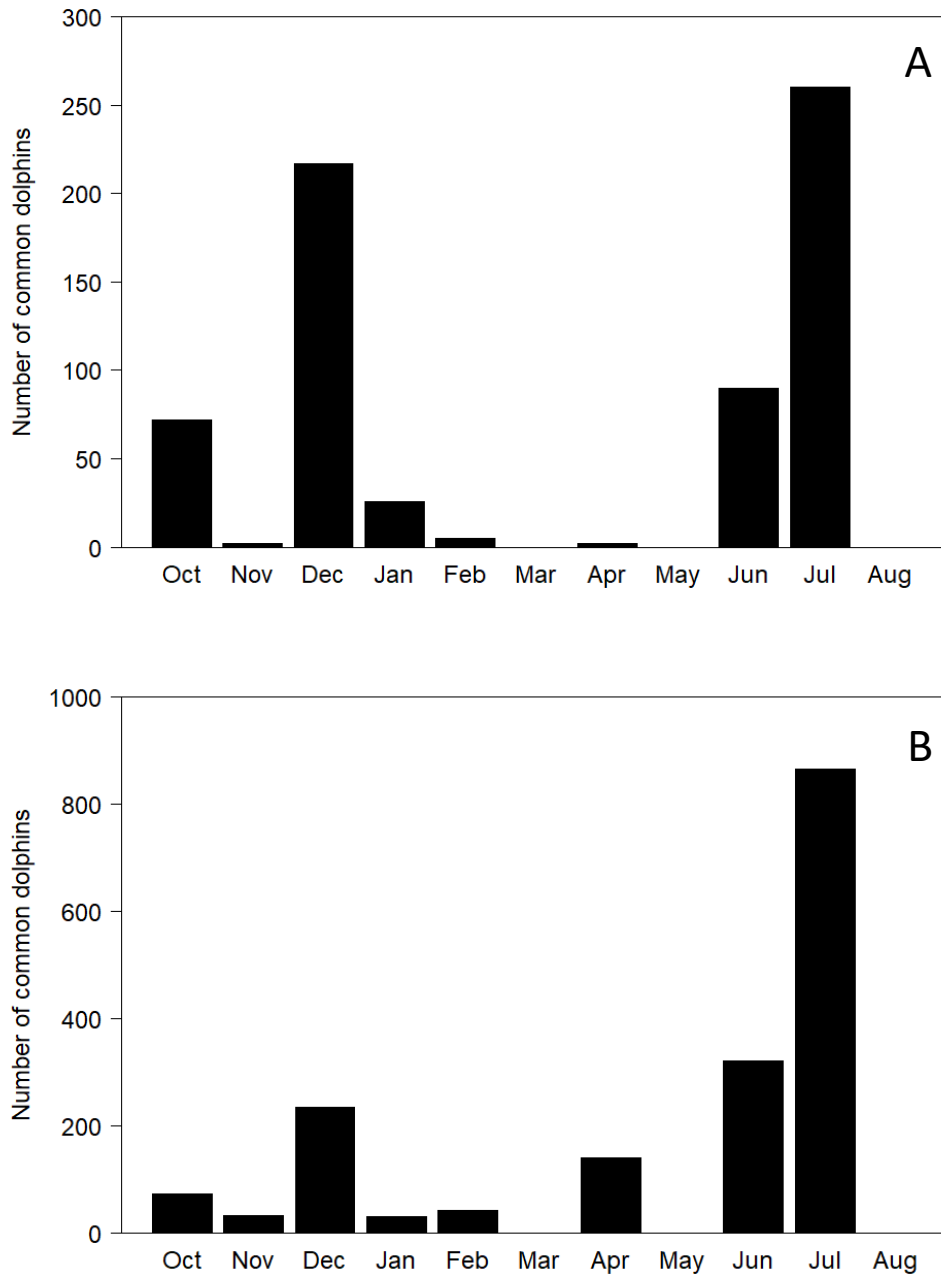 A
Number of common dolphins
300
250
200
150
100
50
0
Oct Nov Dec Jan Feb Mar Apr May Jun Jul Aug
B
Number of common dolphins
1000
800
600
400
200
0
Oct Nov Dec Jan Feb Mar Apr May Jun Jul Aug